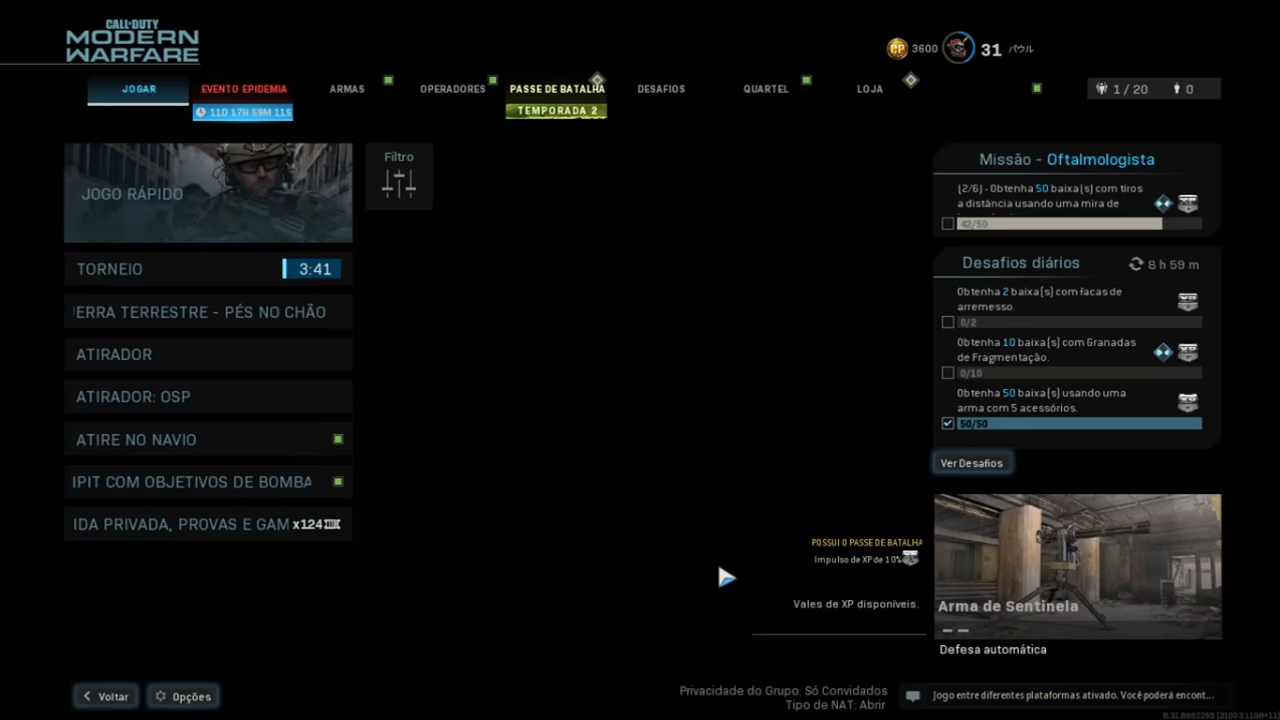 CALL OF DUTY
MODERN
WARFARE
3600
31 パウル
JOGAR
EVENTO EPIDEMIA
11D 17H 59M 11S
ARMAS
OPERADORES
PASSE DE BATALHA
TEMPORADA 2
DESAFIOS
QUARTEL
LOJA
1 / 20
0
JOGO RÁPIDO
Filtro
TORNEIO
3:41
ERRA TERRESTRE - PÉS NO CHÃO
ATIRADOR
ATIRADOR: OSP
ATIRE NO NAVIO
IPIT COM OBJETIVOS DE BOMBA
IDA PRIVADA, PROVAS E GAM x124
Missão - Oftalmologista
(2/6) - Obtenha 50 baixa(s) com tiros
a distância usando uma mira de
42/50
Desafios diários
8 h 59 m
Obtenha 2 baixa(s) com facas de
arremesso.
0/2
Obtenha 10 baixa(s) com Granadas
de Fragmentação.
0/10
Obtenha 50 baixa(s) usando uma
arma com 5 acessórios.
50/50
Ver Desafios
POSSUI O PASSE DE BATALHA
Impulso de XP de 10%
Vales de XP disponíveis.
Arma de Sentinela
Defesa automática
Voltar
Opções
Privacidade do Grupo: Só Convidados
Tipo de NAT: Abrir
Jogo entre diferentes plataformas ativado. Você poderá encont...